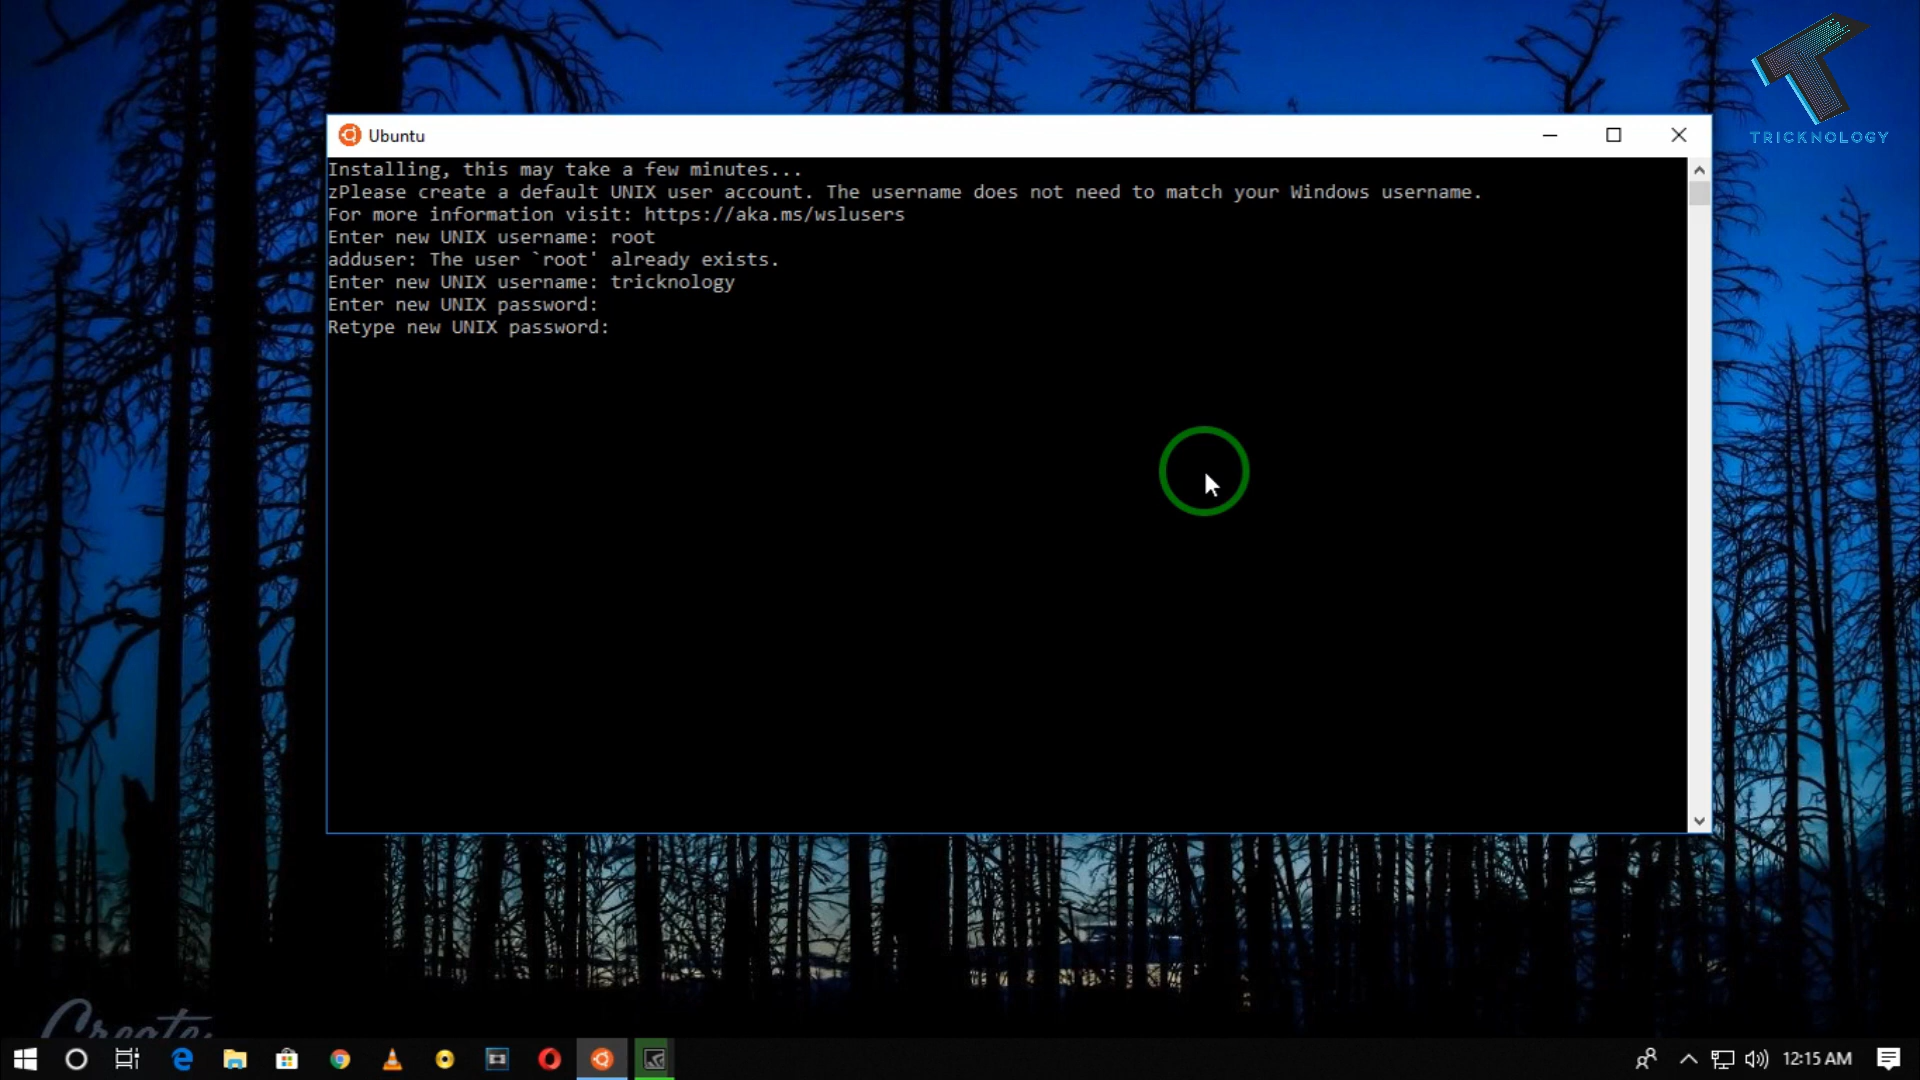 TRICKNOLOGY
Ubuntu
Installing, this may take a few minutes...
zPlease create a default UNIX user account. The username does not need to match your Windows username.
For more information visit: https://aka.ms/wslusers
Enter new UNIX username: root
adduser: The user `root' already exists.
Enter new UNIX username: tricknology
Enter new UNIX password:
Retype new UNIX password:
Create.
12:15 AM